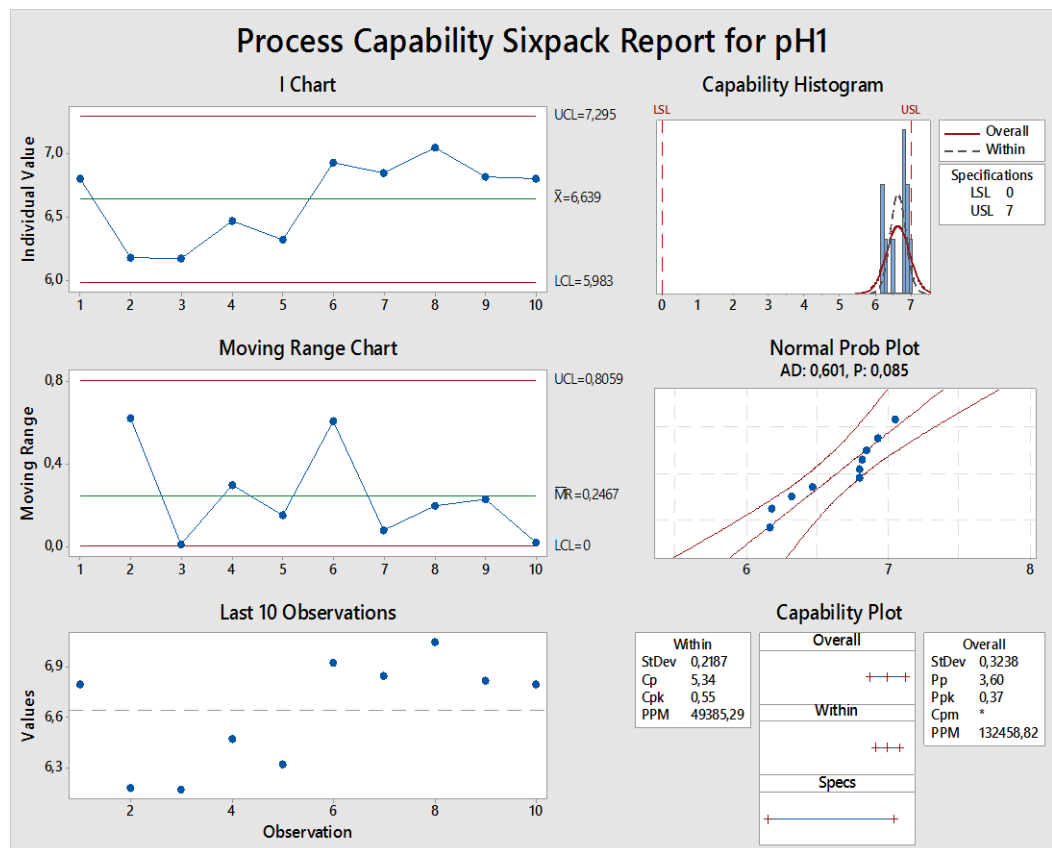 Process Capability Sixpack Report for pH1
I Chart
Individual Value
7,0
6,5
6,0
UCL=7,295
X̄=6,639
LCL=5,983
1 2 3 4 5 6 7 8 9 10
Capability Histogram
LSL USL
0 1 2 3 4 5 6 7
Overall
Within
Specifications
LSL 0
USL 7
Moving Range Chart
Moving Range
0,8
0,4
0,0
UCL=0,8059
M̄R̄=0,2467
LCL=0
1 2 3 4 5 6 7 8 9 10
Normal Prob Plot
AD: 0,601, P: 0,085
6 7 8
Last 10 Observations
Values
6,9
6,6
6,3
2 4 6 8 10
Observation
Capability Plot
Within
StDev 0,2187
Cp 5,34
Cpk 0,55
PPM 49385,29
Overall
Within
Specs
Overall
StDev 0,3238
Pp 3,60
Ppk 0,37
Cpm *
PPM 132458,82